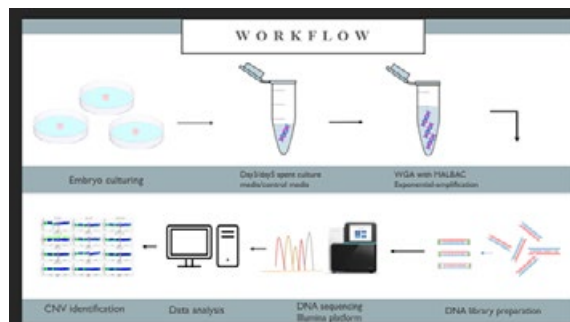 WORKFLOW
Embryo culturing
Day3/day5 spent culture
media/control media
WGA with MALBAC
Exponential-amplification
CNV identification
Data analysis
DNA sequencing
Illumina platform
DNA library preparation